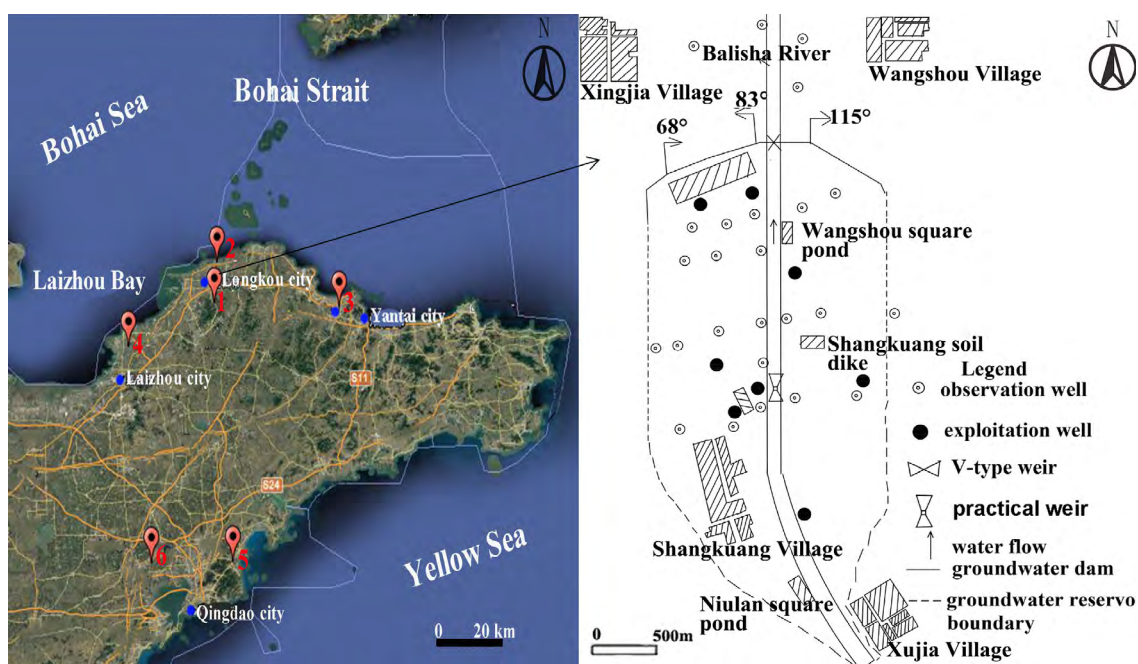 N
Bohai Strait
Bohai Sea
2
Laizhou Bay
Longkou city
1
3
Yantai city
4
Laizhou city
S11
S24
Yellow Sea
6
5
Qingdao city
0 20 km
N
N
Balisha River
Xingjia Village
Wangshou Village
83°
68°
115°
Wangshou square
pond
Shangkuang soil
dike
Legend
observation well
exploitation well
V-type weir
practical weir
water flow
groundwater dam
groundwater reservo
boundary
Shangkuang Village
Niulan square
pond
Xujia Village
0 500m